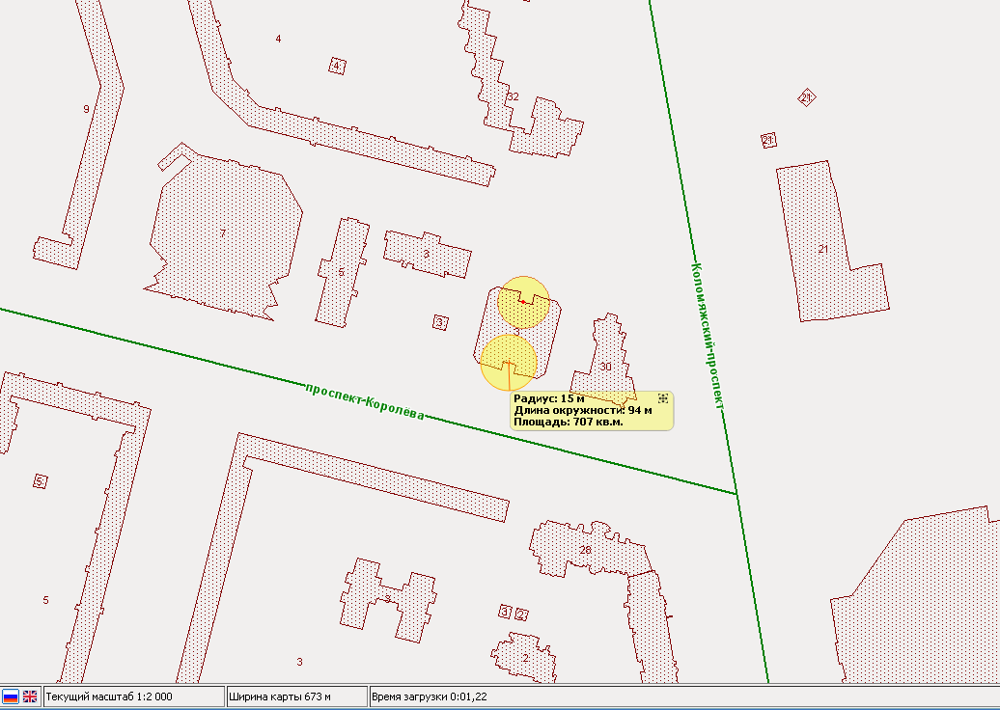 4
4
9
32
21
21
7
5
3
21
3
3
30
Коломяжский-проспект
проспект-Королёва
Радиус: 15 м
Длина окружности: 94 м
Площадь: 707 кв.м.
5
28
5
3
3
2
3
2
Текущий масштаб 1:2 000
Ширина карты 673 м
Время загрузки 0:01,22